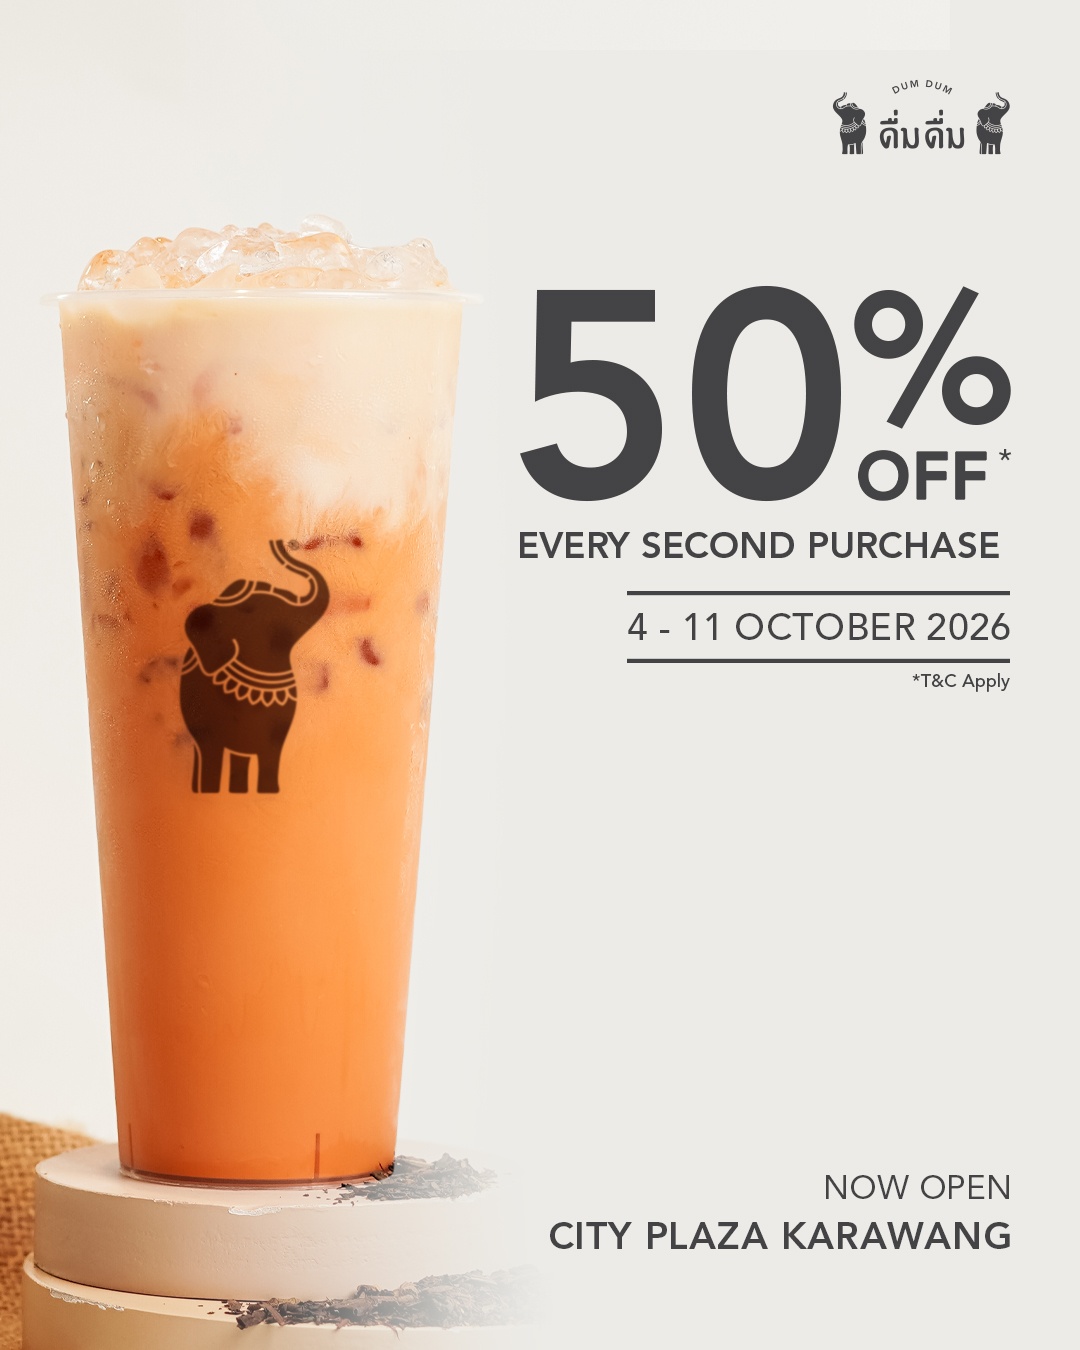 DUM DUM
ดื่มดื่ม
50%
OFF*
EVERY SECOND PURCHASE
4 - 11 OCTOBER 2026
*T&C Apply
NOW OPEN
CITY PLAZA KARAWANG